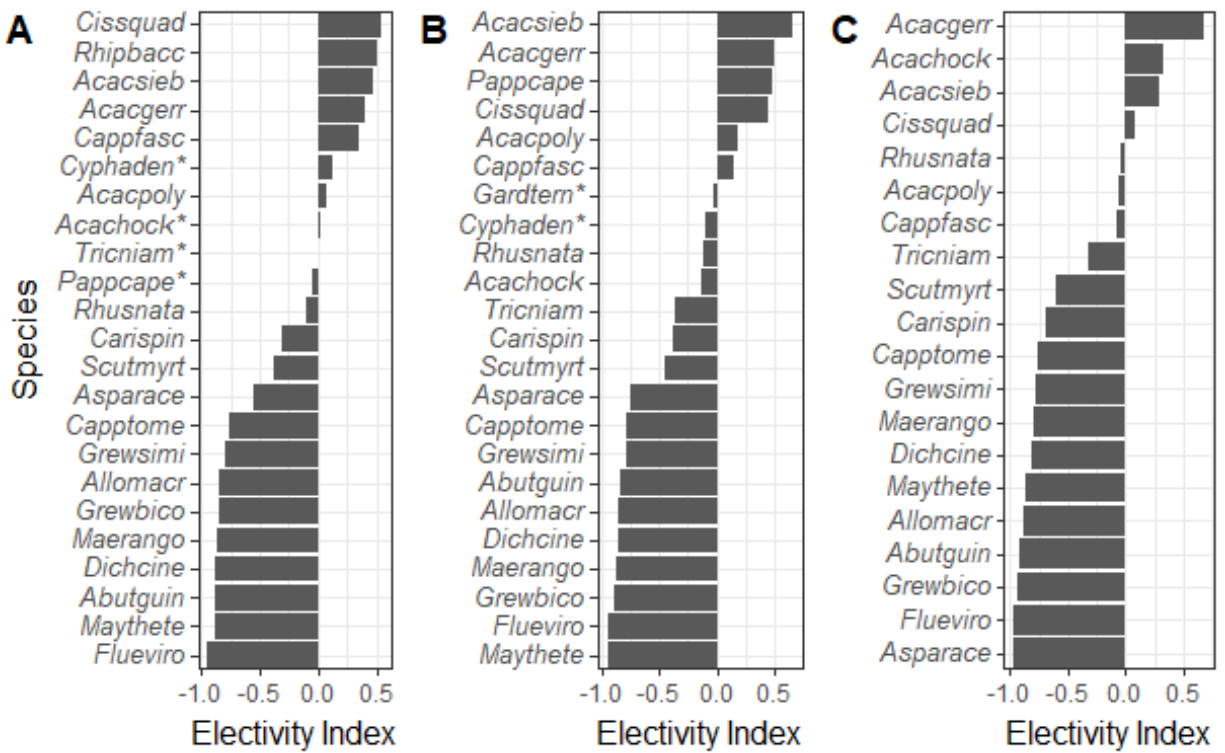 A
Species
Cissquad
Rhipbacc
Acacsieb
Acacgerr
Cappfasc
Cyphaden*
Acacpoly
Acachock*
Tricniam*
Pappcape*
Rhusnata
Carispin
Scutmyrt
Asparace
Capptome
Grewsimi
Allomacr
Grewbico
Maerango
Dichcine
Abutguin
Maythete
Flueviro
-1.0 -0.5 0.0 0.5
Electivity Index
B
Acacsieb
Acacgerr
Pappcape
Cissquad
Acacpoly
Cappfasc
Gardtern*
Cyphaden*
Rhusnata
Acachock
Tricniam
Carispin
Scutmyrt
Asparace
Capptome
Grewsimi
Abutguin
Allomacr
Dichcine
Maerango
Grewbico
Flueviro
Maythete
-1.0 -0.5 0.0 0.5
Electivity Index
C
Acacgerr
Acachock
Acacsieb
Cissquad
Rhusnata
Acacpoly
Cappfasc
Tricniam
Scutmyrt
Carispin
Capptome
Grewsimi
Maerango
Dichcine
Maythete
Allomacr
Abutguin
Grewbico
Flueviro
Asparace
-1.0 -0.5 0.0 0.5
Electivity Index